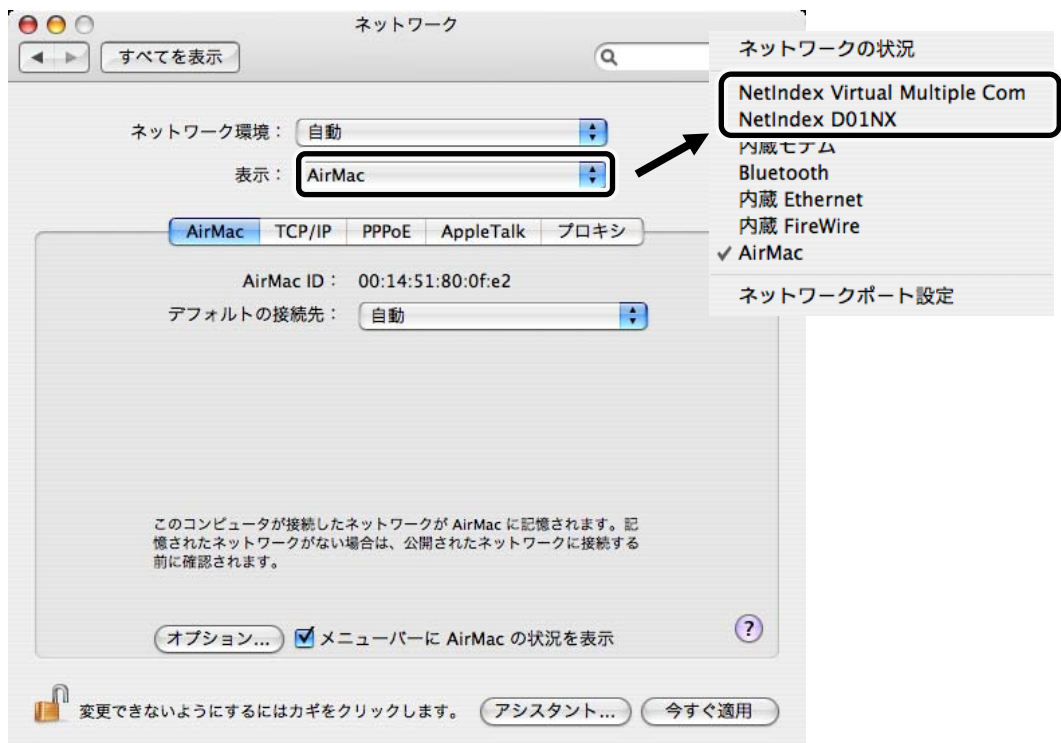 ネットワーク
すべてを表示
ネットワーク環境： 自動
表示： AirMac
AirMac TCP/IP PPPoE AppleTalk プロキシ
AirMac ID： 00:14:51:80:0f:e2
デフォルトの接続先： 自動
このコンピュータが接続したネットワークが AirMac に記憶されます。記
憶されたネットワークがない場合は、公開されたネットワークに接続する
前に確認されます。
オプション... メニューバーに AirMac の状況を表示 ?
変更できないようにするにはカギをクリックします。 アシスタント... 今すぐ適用
ネットワークの状況
NetIndex Virtual Multiple Com
NetIndex D01NX
内蔵モデム
Bluetooth
内蔵 Ethernet
内蔵 FireWire
✓ AirMac
ネットワークポート設定